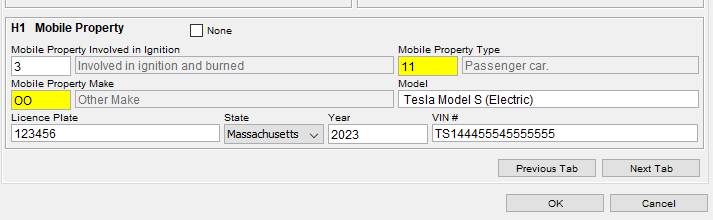 H1 Mobile Property
None
Mobile Property Involved in Ignition
Mobile Property Type
3
Involved in ignition and burned
11
Passenger car.
Mobile Property Make
Model
OO
Other Make
Tesla Model S (Electric)
Licence Plate
State
Year
VIN #
123456
Massachusetts
2023
TS144455545555555
Previous Tab
Next Tab
OK
Cancel